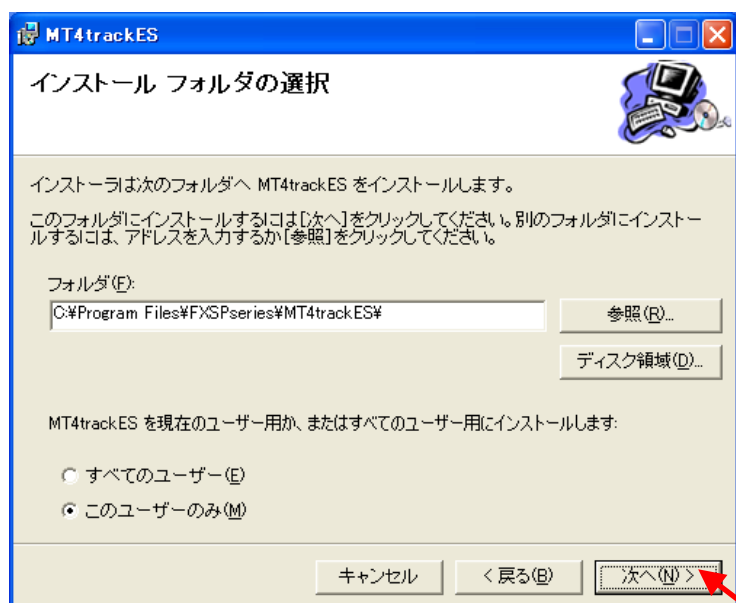 MT4trackES
インストール フォルダの選択
インストーラは次のフォルダへ MT4trackES をインストールします。
このフォルダにインストールするには[次へ]をクリックしてください。別のフォルダにインストー
ルするには、アドレスを入力するか[参照]をクリックしてください。
フォルダ(F):
C:¥Program Files¥FXSPseries¥MT4trackES¥
参照(R)...
ディスク領域(D)...
MT4trackES を現在のユーザー用か、またはすべてのユーザー用にインストールします:
すべてのユーザー(E)
このユーザーのみ(M)
キャンセル
< 戻る(B)
次へ(N) >